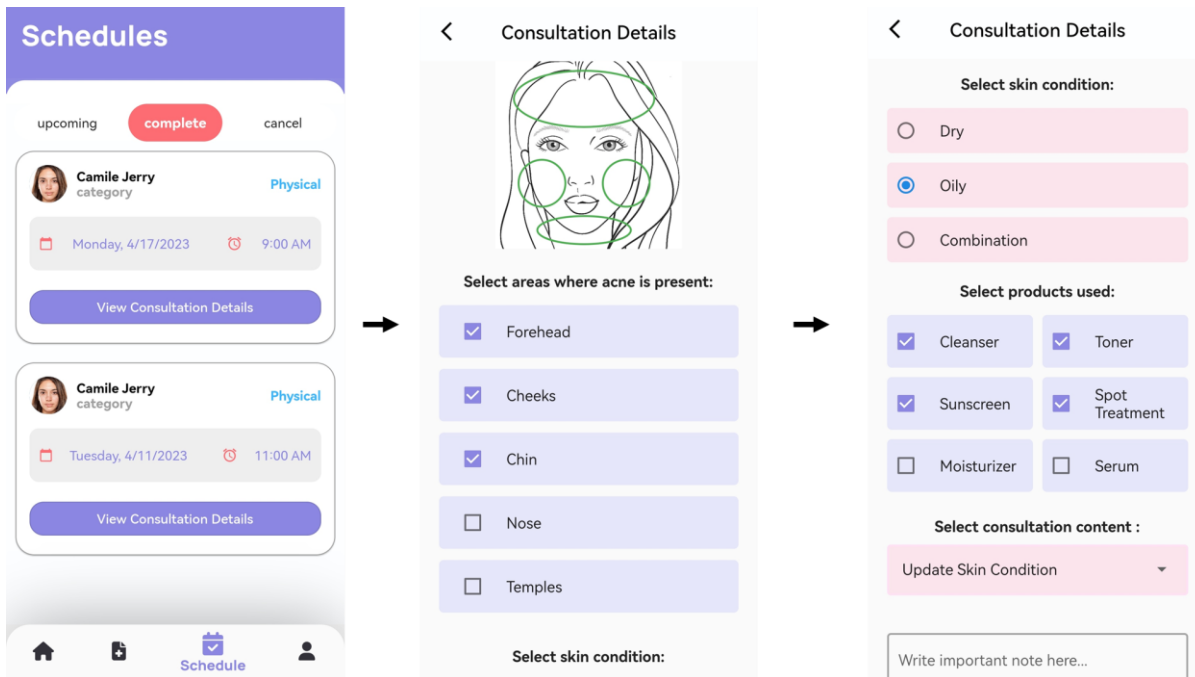 Schedules
upcoming
complete
cancel
Camile Jerry
category
Physical
Monday, 4/17/2023
9:00 AM
View Consultation Details
Camile Jerry
category
Physical
Tuesday, 4/11/2023
11:00 AM
View Consultation Details
Schedule
Consultation Details
Select areas where acne is present:
Forehead
Cheeks
Chin
Nose
Temples
Select skin condition:
Consultation Details
Select skin condition:
Dry
Oily
Combination
Select products used:
Cleanser
Toner
Sunscreen
Spot
Treatment
Moisturizer
Serum
Select consultation content :
Update Skin Condition
Write important note here...